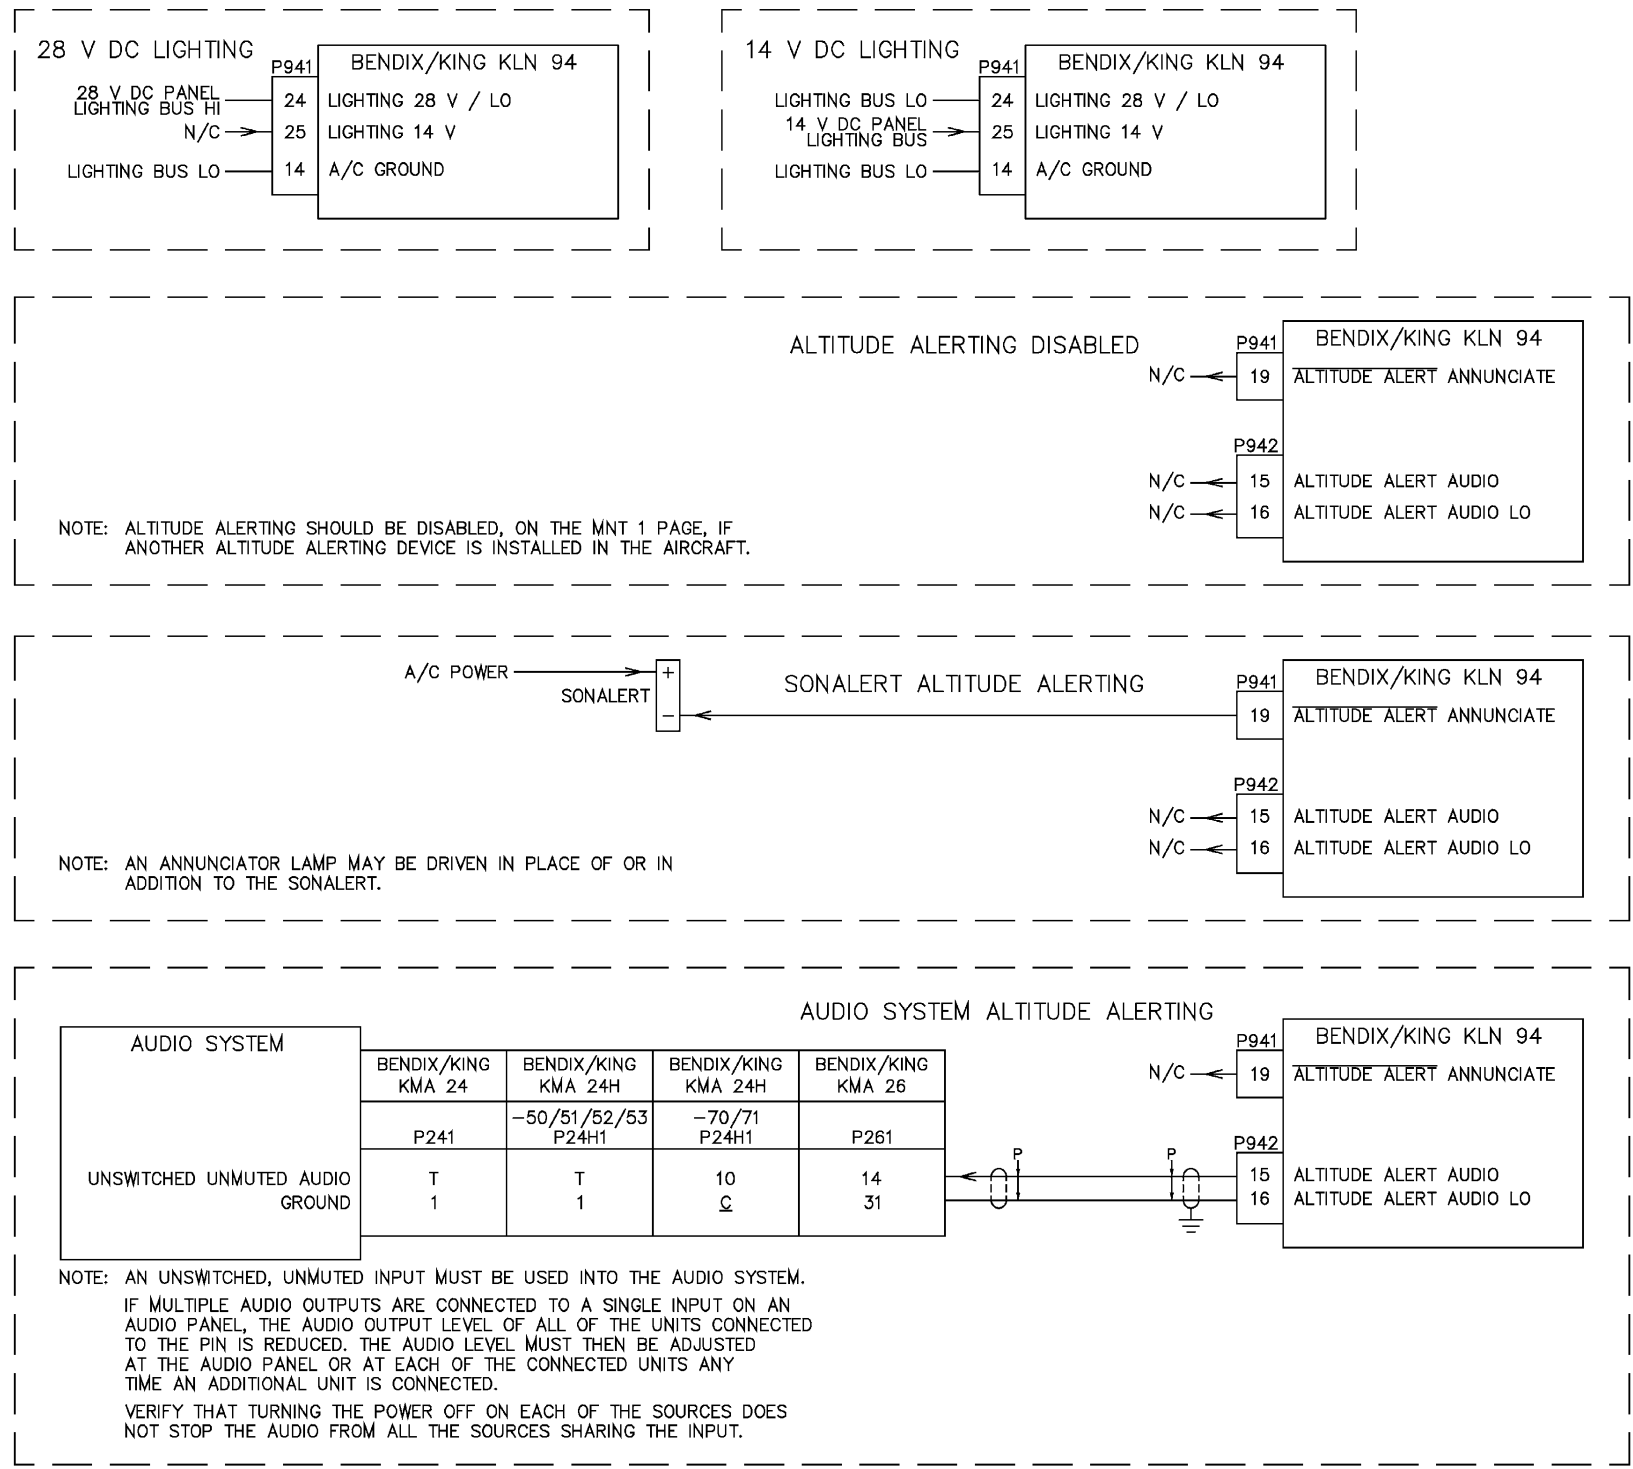 28 V DC LIGHTING
P941
BENDIX/KING KLN 94
28 V DC PANEL
LIGHTING BUS HI
24
LIGHTING 28 V / LO
N/C
25
LIGHTING 14 V
LIGHTING BUS LO
14
A/C GROUND
14 V DC LIGHTING
P941
BENDIX/KING KLN 94
LIGHTING BUS LO
24
LIGHTING 28 V / LO
14 V DC PANEL
LIGHTING BUS
25
LIGHTING 14 V
LIGHTING BUS LO
14
A/C GROUND
ALTITUDE ALERTING DISABLED
P941
BENDIX/KING KLN 94
N/C
19
ALTITUDE ALERT ANNUNCIATE
P942
N/C
15
ALTITUDE ALERT AUDIO
N/C
16
ALTITUDE ALERT AUDIO LO
NOTE: ALTITUDE ALERTING SHOULD BE DISABLED, ON THE MNT 1 PAGE, IF
ANOTHER ALTITUDE ALERTING DEVICE IS INSTALLED IN THE AIRCRAFT.
A/C POWER
+
SONALERT
−
SONALERT ALTITUDE ALERTING
P941
BENDIX/KING KLN 94
19
ALTITUDE ALERT ANNUNCIATE
P942
N/C
15
ALTITUDE ALERT AUDIO
N/C
16
ALTITUDE ALERT AUDIO LO
NOTE: AN ANNUNCIATOR LAMP MAY BE DRIVEN IN PLACE OF OR IN
ADDITION TO THE SONALERT.
AUDIO SYSTEM ALTITUDE ALERTING
AUDIO SYSTEM
BENDIX/KING
KMA 24
BENDIX/KING
KMA 24H
BENDIX/KING
KMA 24H
BENDIX/KING
KMA 26
P241
-50/51/52/53
P24H1
-70/71
P24H1
P261
UNSWITCHED UNMUTED AUDIO T T 10 14
GROUND 1 1 C 31
P
P
P941
BENDIX/KING KLN 94
N/C
19
ALTITUDE ALERT ANNUNCIATE
P942
15
ALTITUDE ALERT AUDIO
16
ALTITUDE ALERT AUDIO LO
NOTE: AN UNSWITCHED, UNMUTED INPUT MUST BE USED INTO THE AUDIO SYSTEM.
IF MULTIPLE AUDIO OUTPUTS ARE CONNECTED TO A SINGLE INPUT ON AN
AUDIO PANEL, THE AUDIO OUTPUT LEVEL OF ALL OF THE UNITS CONNECTED
TO THE PIN IS REDUCED. THE AUDIO LEVEL MUST THEN BE ADJUSTED
AT THE AUDIO PANEL OR AT EACH OF THE CONNECTED UNITS ANY
TIME AN ADDITIONAL UNIT IS CONNECTED.
VERIFY THAT TURNING THE POWER OFF ON EACH OF THE SOURCES DOES
NOT STOP THE AUDIO FROM ALL THE SOURCES SHARING THE INPUT.